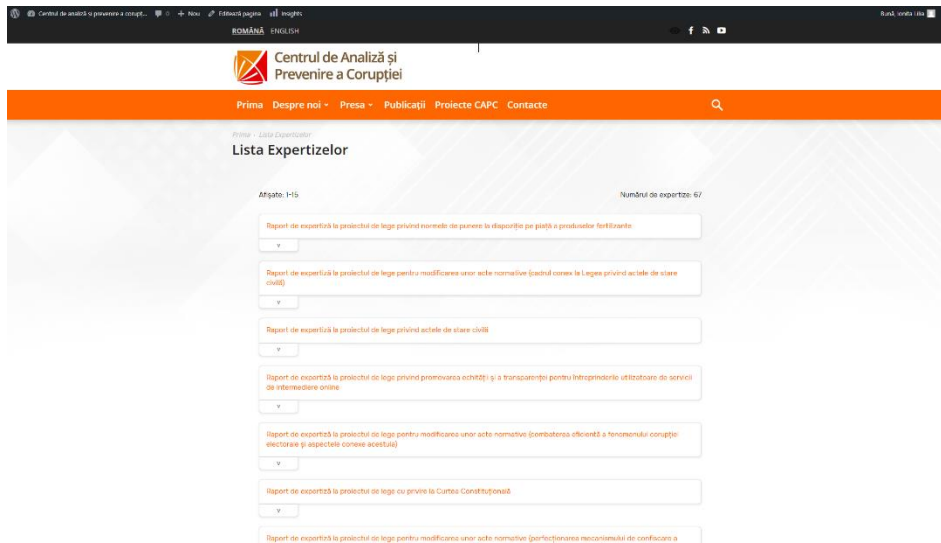 Centrul de analiză si prevenire a corupț... 0 Nou Editează pagina Insights Bună, Ionita Lilia
ROMÂNĂ ENGLISH
Centrul de Analiză și
Prevenire a Corupției
Prima Despre noi Presa Publicații Proiecte CAPC Contacte
Prima Lista Expertizelor
Lista Expertizelor
Afișate: 1-15 Numărul de expertize: 67
Raport de expertiză la proiectul de lege privind normele de punere la dispoziție pe piață a produselor fertilizante
Raport de expertiză la proiectul de lege pentru modificarea unor acte normative (cadrul conex la Legea privind actele de stare
civilă)
Raport de expertiză la proiectul de lege privind actele de stare civilă
Raport de expertiză la proiectul de lege privind promovarea echității și a transparenței pentru întreprinderile utilizatoare de servicii
de intermediere online
Raport de expertiză la proiectul de lege pentru modificarea unor acte normative (combaterea eficientă a fenomenului corupției
electorale și aspectele conexe acestuia)
Raport de expertiză la proiectul de lege cu privire la Curtea Constituțională
Raport de expertiză la proiectul de lege pentru modificarea unor acte normative (perfecționarea mecanismului de confiscare a